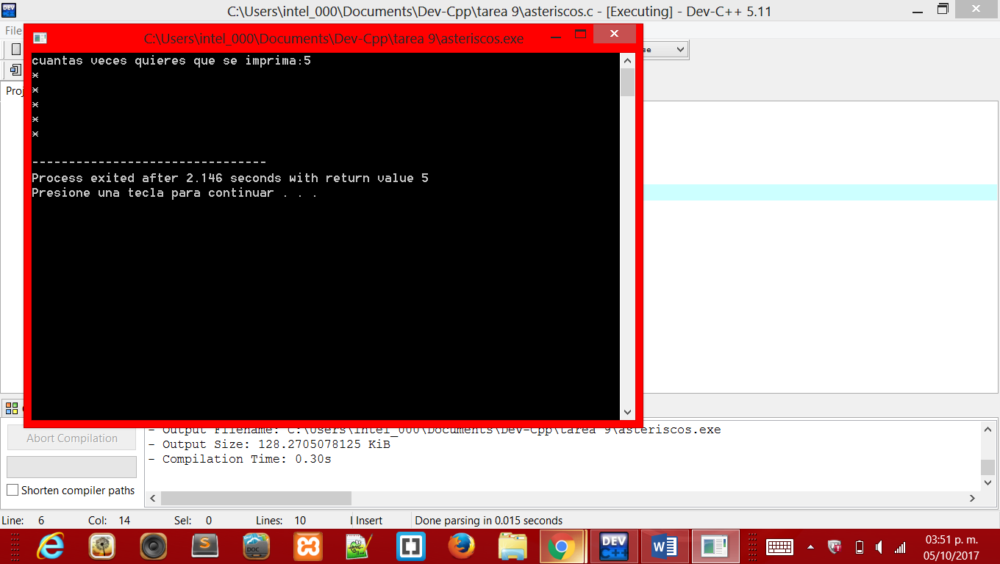 C:\Users\intel_000\Documents\Dev-Cpp\tarea 9\asteriscos.c - [Executing] - Dev-C++ 5.11
File
C:\Users\intel_000\Documents\Dev-Cpp\tarea 9\asteriscos.exe
cuantas veces quieres que se imprima:5
*
*
*
*
*
--------------------------------
Process exited after 2.146 seconds with return value 5
Presione una tecla para continuar . . .
Proj
Abort Compilation
Shorten compiler paths
- Output Filename: C:\Users\intel_000\Documents\Dev-Cpp\tarea 9\asteriscos.exe
- Output Size: 128.2705078125 KiB
- Compilation Time: 0.30s
Line: 6 Col: 14 Sel: 0 Lines: 10 Insert Done parsing in 0.015 seconds
DEV
DOC
03:51 p. m.
05/10/2017